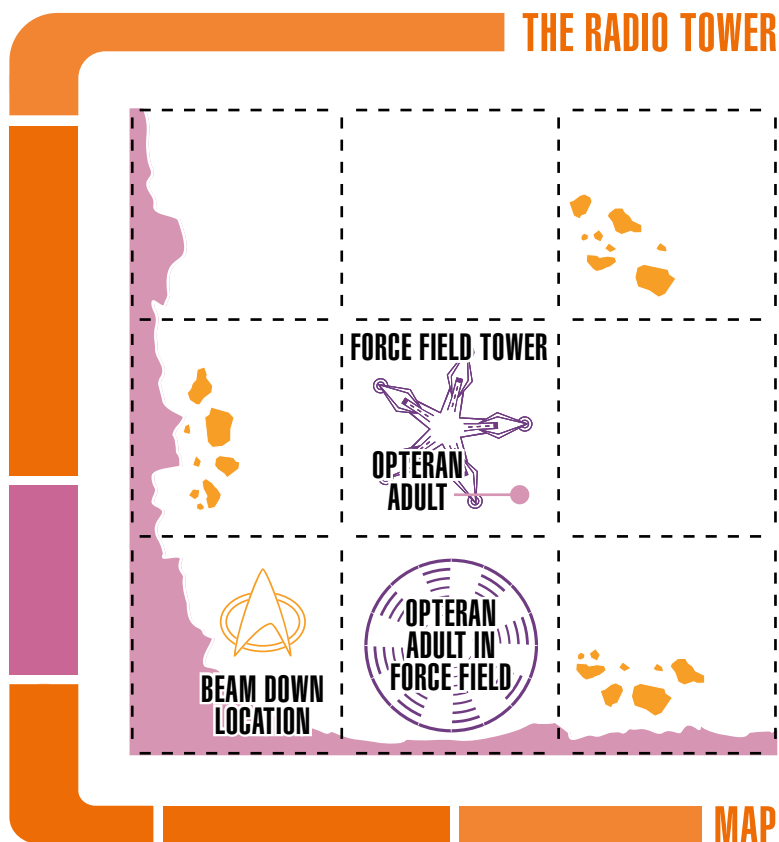 THE RADIO TOWER
FORCE FIELD TOWER
OPTERAN
ADULT
OPTERAN
ADULT IN
FORCE FIELD
BEAM DOWN
LOCATION
MAP